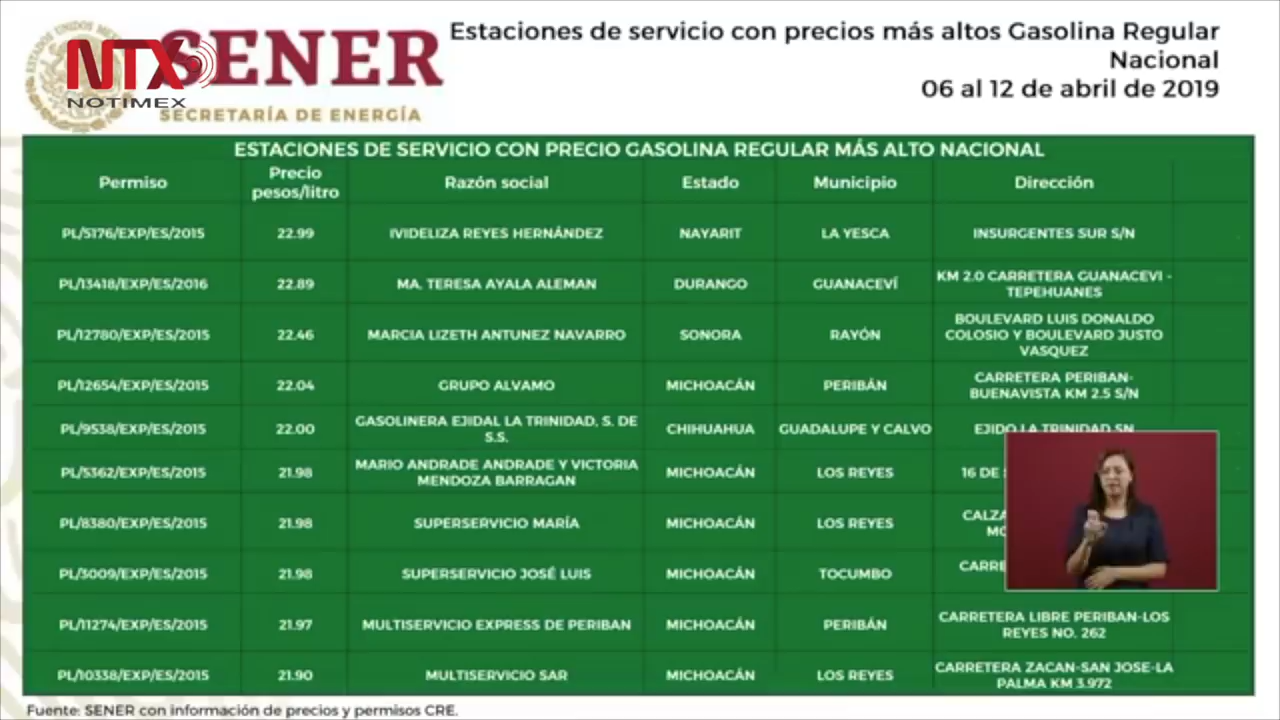 NTX
NOTIMEX
SENER
SECRETARÍA DE ENERGÍA
Estaciones de servicio con precios más altos Gasolina Regular
Nacional
06 al 12 de abril de 2019
ESTACIONES DE SERVICIO CON PRECIO GASOLINA REGULAR MÁS ALTO NACIONAL
Permiso Precio pesos/litro Razón social Estado Municipio Dirección
PL/5176/EXP/ES/2015 22.99 IVIDELIZA REYES HERNÁNDEZ NAYARIT LA YESCA INSURGENTES SUR S/N
PL/13418/EXP/ES/2016 22.89 MA. TERESA AYALA ALEMAN DURANGO GUANACEVÍ KM 2.0 CARRETERA GUANACEVI - TEPEHUANES
PL/12780/EXP/ES/2015 22.46 MARCIA LIZETH ANTUNEZ NAVARRO SONORA RAYÓN BOULEVARD LUIS DONALDO COLOSIO Y BOULEVARD JUSTO VASQUEZ
PL/12654/EXP/ES/2015 22.04 GRUPO ALVAMO MICHOACÁN PERIBÁN CARRETERA PERIBAN-BUENAVISTA KM 2.5 S/N
PL/9538/EXP/ES/2015 22.00 GASOLINERA EJIDAL LA TRINIDAD, S. DE S.S. CHIHUAHUA GUADALUPE Y CALVO EJIDO LA TRINIDAD SN
PL/5362/EXP/ES/2015 21.98 MARIO ANDRADE ANDRADE Y VICTORIA MENDOZA BARRAGAN MICHOACÁN LOS REYES 16 DE
PL/8380/EXP/ES/2015 21.98 SUPERSERVICIO MARÍA MICHOACÁN LOS REYES
PL/3009/EXP/ES/2015 21.98 SUPERSERVICIO JOSÉ LUIS MICHOACÁN TOCUMBO
PL/11274/EXP/ES/2015 21.97 MULTISERVICIO EXPRESS DE PERIBAN MICHOACÁN PERIBÁN CARRETERA LIBRE PERIBAN-LOS REYES NO. 262
PL/10338/EXP/ES/2015 21.90 MULTISERVICIO SAR MICHOACÁN LOS REYES CARRETERA ZACAN-SAN JOSE-LA PALMA KM 3.972
Fuente: SENER con información de precios y permisos CRE.